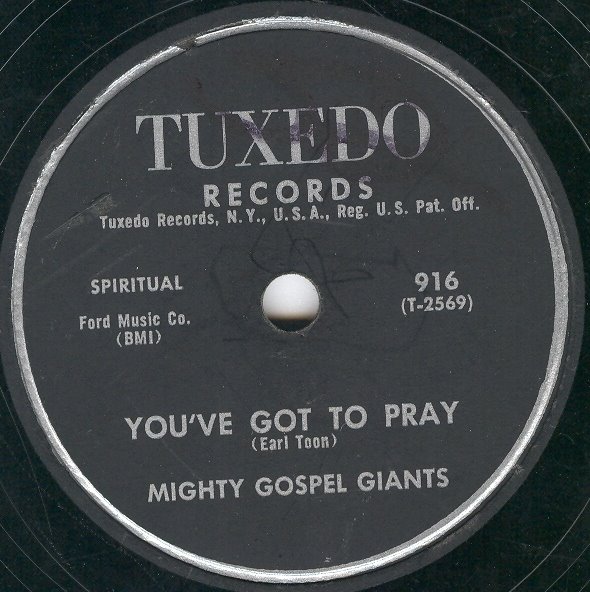 TUXEDO
RECORDS
Tuxedo Records, N.Y., U.S.A., Reg. U.S. Pat. Off.
SPIRITUAL
916
(T-2569)
Ford Music Co.
(BMI)
YOU'VE GOT TO PRAY
(Earl Toon)
MIGHTY GOSPEL GIANTS